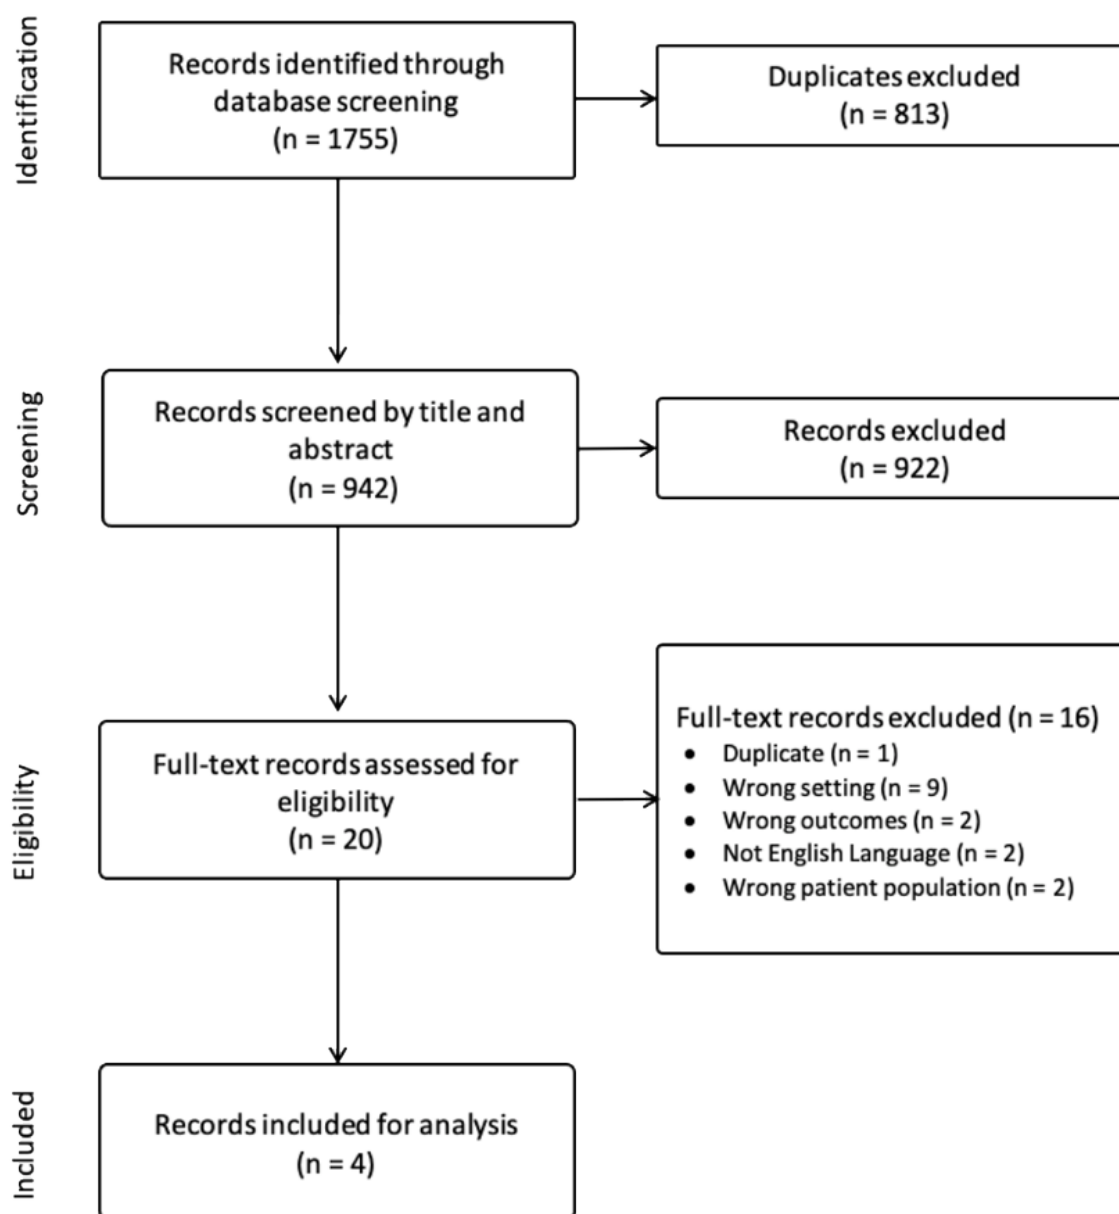 Identification
Records identified through
database screening
(n = 1755)
Duplicates excluded
(n = 813)
Screening
Records screened by title and
abstract
(n = 942)
Records excluded
(n = 922)
Eligibility
Full-text records assessed for
eligibility
(n = 20)
Full-text records excluded (n = 16)
• Duplicate (n = 1)
• Wrong setting (n = 9)
• Wrong outcomes (n = 2)
• Not English Language (n = 2)
• Wrong patient population (n = 2)
Included
Records included for analysis
(n = 4)